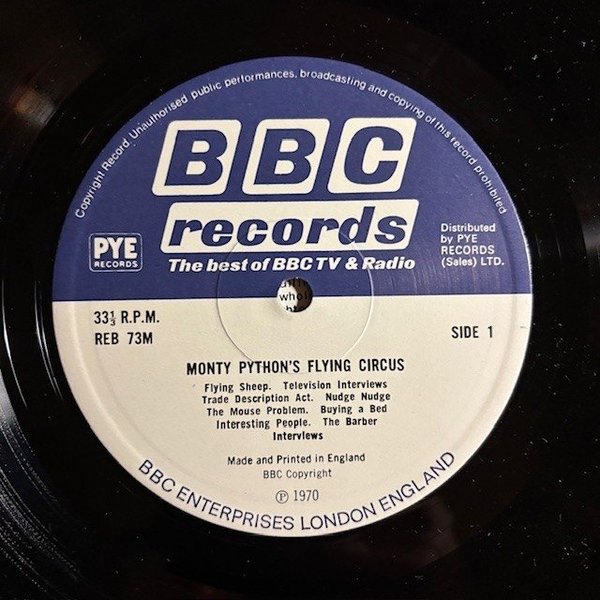 Copyright Record. Unauthorised public performances, broadcasting and copying of this record prohibited
BBC
records
The best of BBC TV & Radio
PYE
RECORDS
Distributed
by PYE
RECORDS
(Sales) LTD.
whol
33⅓ R.P.M.
REB 73M
SIDE 1
MONTY PYTHON'S FLYING CIRCUS
Flying Sheep. Television Interviews
Trade Description Act. Nudge Nudge
The Mouse Problem. Buying a Bed
Interesting People. The Barber
Interviews
Made and Printed in England
BBC Copyright
℗ 1970
BBC ENTERPRISES LONDON ENGLAND